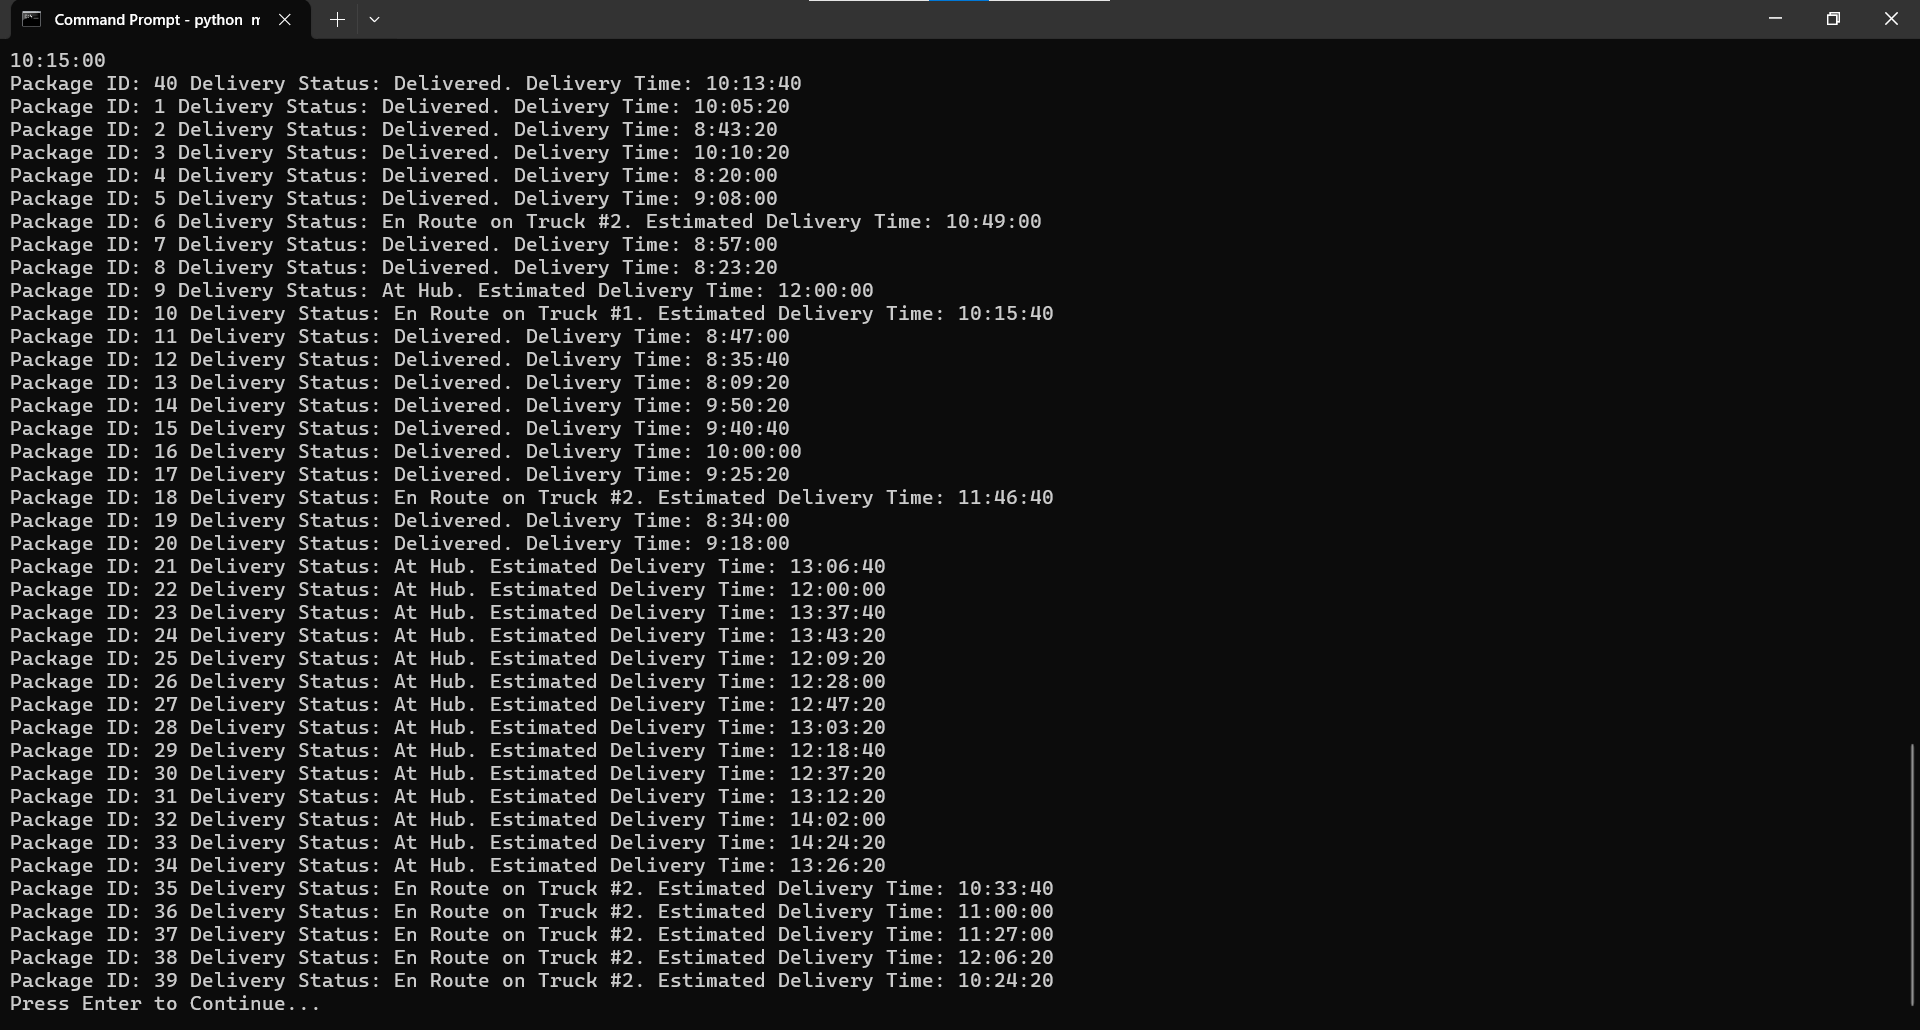 Command Prompt - python m
10:15:00
Package ID: 40 Delivery Status: Delivered. Delivery Time: 10:13:40
Package ID: 1 Delivery Status: Delivered. Delivery Time: 10:05:20
Package ID: 2 Delivery Status: Delivered. Delivery Time: 8:43:20
Package ID: 3 Delivery Status: Delivered. Delivery Time: 10:10:20
Package ID: 4 Delivery Status: Delivered. Delivery Time: 8:20:00
Package ID: 5 Delivery Status: Delivered. Delivery Time: 9:08:00
Package ID: 6 Delivery Status: En Route on Truck #2. Estimated Delivery Time: 10:49:00
Package ID: 7 Delivery Status: Delivered. Delivery Time: 8:57:00
Package ID: 8 Delivery Status: Delivered. Delivery Time: 8:23:20
Package ID: 9 Delivery Status: At Hub. Estimated Delivery Time: 12:00:00
Package ID: 10 Delivery Status: En Route on Truck #1. Estimated Delivery Time: 10:15:40
Package ID: 11 Delivery Status: Delivered. Delivery Time: 8:47:00
Package ID: 12 Delivery Status: Delivered. Delivery Time: 8:35:40
Package ID: 13 Delivery Status: Delivered. Delivery Time: 8:09:20
Package ID: 14 Delivery Status: Delivered. Delivery Time: 9:50:20
Package ID: 15 Delivery Status: Delivered. Delivery Time: 9:40:40
Package ID: 16 Delivery Status: Delivered. Delivery Time: 10:00:00
Package ID: 17 Delivery Status: Delivered. Delivery Time: 9:25:20
Package ID: 18 Delivery Status: En Route on Truck #2. Estimated Delivery Time: 11:46:40
Package ID: 19 Delivery Status: Delivered. Delivery Time: 8:34:00
Package ID: 20 Delivery Status: Delivered. Delivery Time: 9:18:00
Package ID: 21 Delivery Status: At Hub. Estimated Delivery Time: 13:06:40
Package ID: 22 Delivery Status: At Hub. Estimated Delivery Time: 12:00:00
Package ID: 23 Delivery Status: At Hub. Estimated Delivery Time: 13:37:40
Package ID: 24 Delivery Status: At Hub. Estimated Delivery Time: 13:43:20
Package ID: 25 Delivery Status: At Hub. Estimated Delivery Time: 12:09:20
Package ID: 26 Delivery Status: At Hub. Estimated Delivery Time: 12:28:00
Package ID: 27 Delivery Status: At Hub. Estimated Delivery Time: 12:47:20
Package ID: 28 Delivery Status: At Hub. Estimated Delivery Time: 13:03:20
Package ID: 29 Delivery Status: At Hub. Estimated Delivery Time: 12:18:40
Package ID: 30 Delivery Status: At Hub. Estimated Delivery Time: 12:37:20
Package ID: 31 Delivery Status: At Hub. Estimated Delivery Time: 13:12:20
Package ID: 32 Delivery Status: At Hub. Estimated Delivery Time: 14:02:00
Package ID: 33 Delivery Status: At Hub. Estimated Delivery Time: 14:24:20
Package ID: 34 Delivery Status: At Hub. Estimated Delivery Time: 13:26:20
Package ID: 35 Delivery Status: En Route on Truck #2. Estimated Delivery Time: 10:33:40
Package ID: 36 Delivery Status: En Route on Truck #2. Estimated Delivery Time: 11:00:00
Package ID: 37 Delivery Status: En Route on Truck #2. Estimated Delivery Time: 11:27:00
Package ID: 38 Delivery Status: En Route on Truck #2. Estimated Delivery Time: 12:06:20
Package ID: 39 Delivery Status: En Route on Truck #2. Estimated Delivery Time: 10:24:20
Press Enter to Continue...